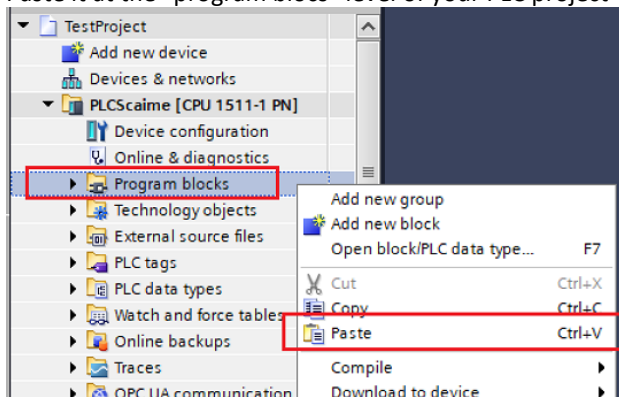 Paste it at the "program blocs" level of your PLC project
TestProject
Add new device
Devices & networks
PLCScaime [CPU 1511-1 PN]
Device configuration
Online & diagnostics
Program blocks
Technology objects
External source files
PLC tags
PLC data types
Watch and force tables
Online backups
Traces
OPC UA communication
Add new group
Add new block
Open block/PLC data type... F7
Cut Ctrl+X
Copy Ctrl+C
Paste Ctrl+V
Compile
Download to device